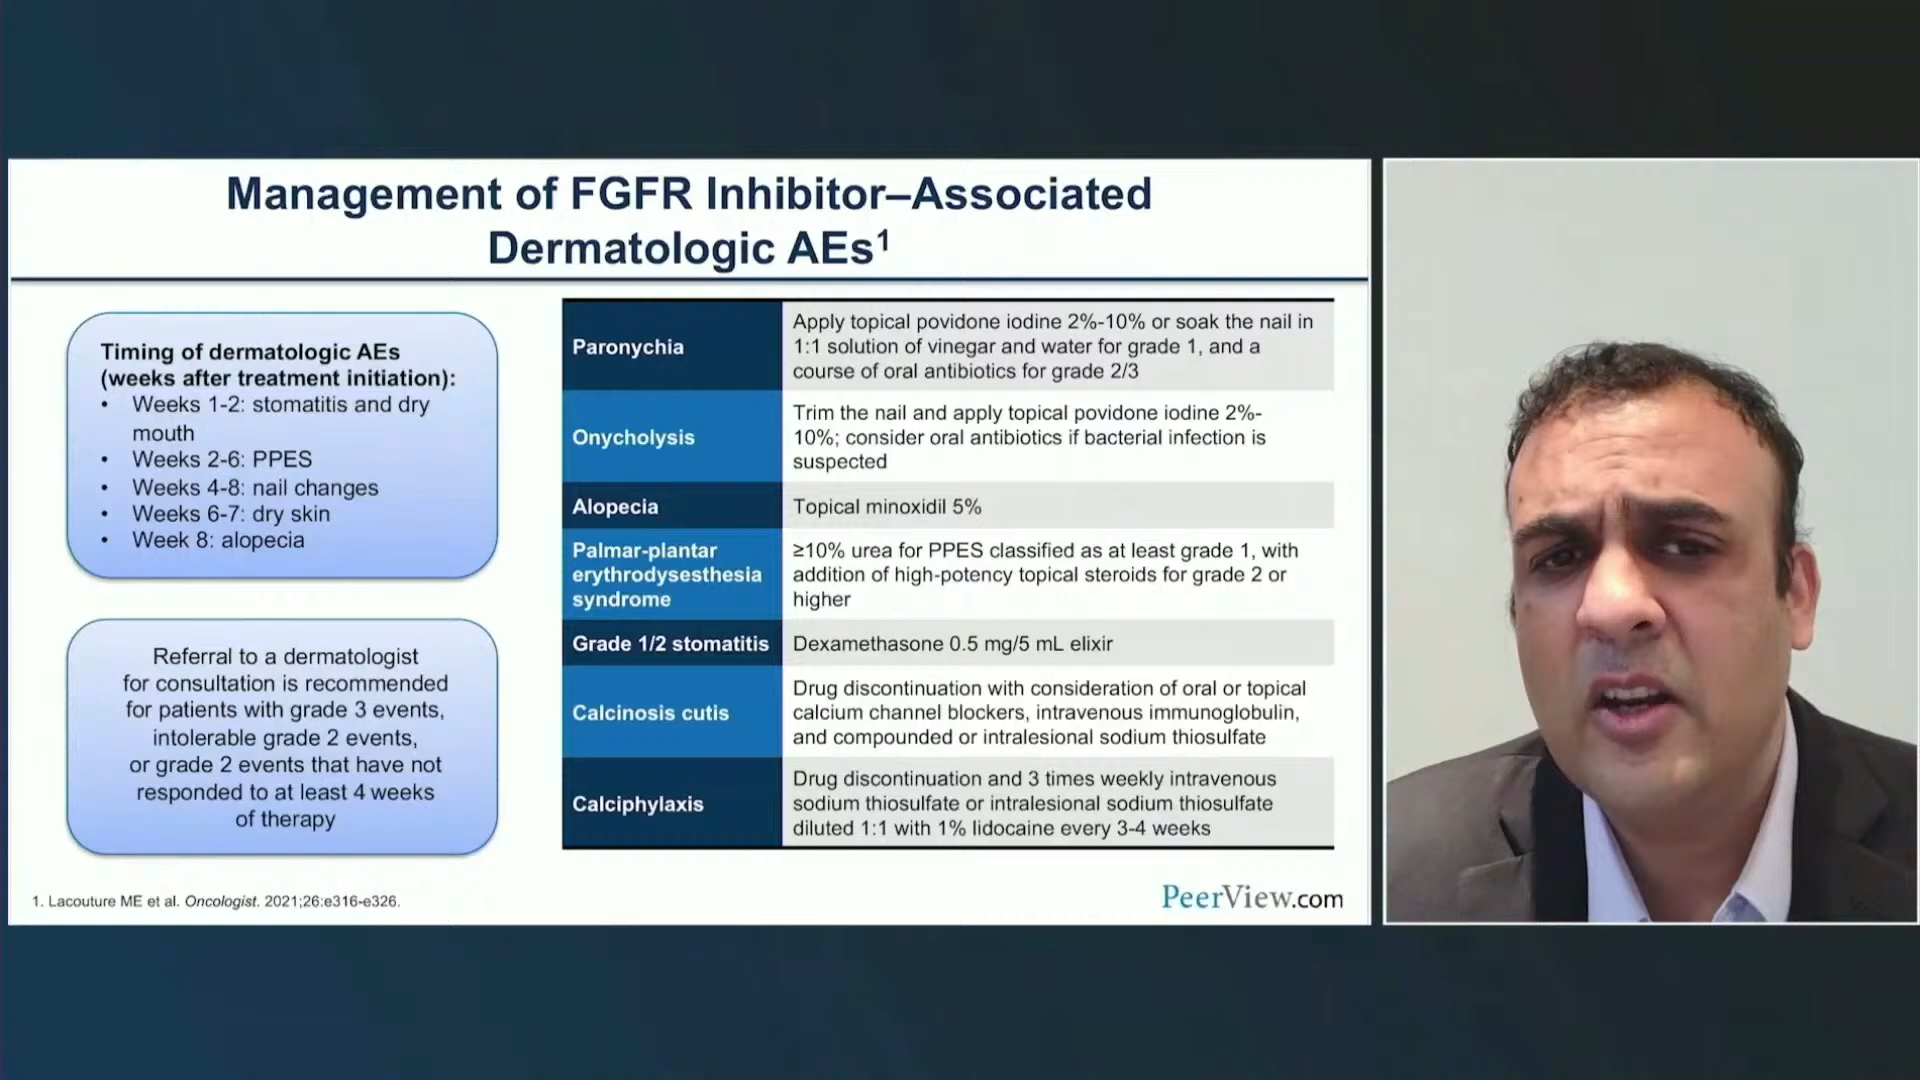 Management of FGFR Inhibitor–Associated
Dermatologic AEs¹
Timing of dermatologic AEs
(weeks after treatment initiation):
• Weeks 1-2: stomatitis and dry
mouth
• Weeks 2-6: PPES
• Weeks 4-8: nail changes
• Weeks 6-7: dry skin
• Week 8: alopecia
Referral to a dermatologist
for consultation is recommended
for patients with grade 3 events,
intolerable grade 2 events,
or grade 2 events that have not
responded to at least 4 weeks
of therapy
Paronychia
Apply topical povidone iodine 2%-10% or soak the nail in
1:1 solution of vinegar and water for grade 1, and a
course of oral antibiotics for grade 2/3
Onycholysis
Trim the nail and apply topical povidone iodine 2%-
10%; consider oral antibiotics if bacterial infection is
suspected
Alopecia
Topical minoxidil 5%
Palmar-plantar
erythrodysesthesia
syndrome
≥10% urea for PPES classified as at least grade 1, with
addition of high-potency topical steroids for grade 2 or
higher
Grade 1/2 stomatitis
Dexamethasone 0.5 mg/5 mL elixir
Calcinosis cutis
Drug discontinuation with consideration of oral or topical
calcium channel blockers, intravenous immunoglobulin,
and compounded or intralesional sodium thiosulfate
Calciphylaxis
Drug discontinuation and 3 times weekly intravenous
sodium thiosulfate or intralesional sodium thiosulfate
diluted 1:1 with 1% lidocaine every 3-4 weeks
1. Lacouture ME et al. Oncologist. 2021;26:e316-e326.
PeerView.com